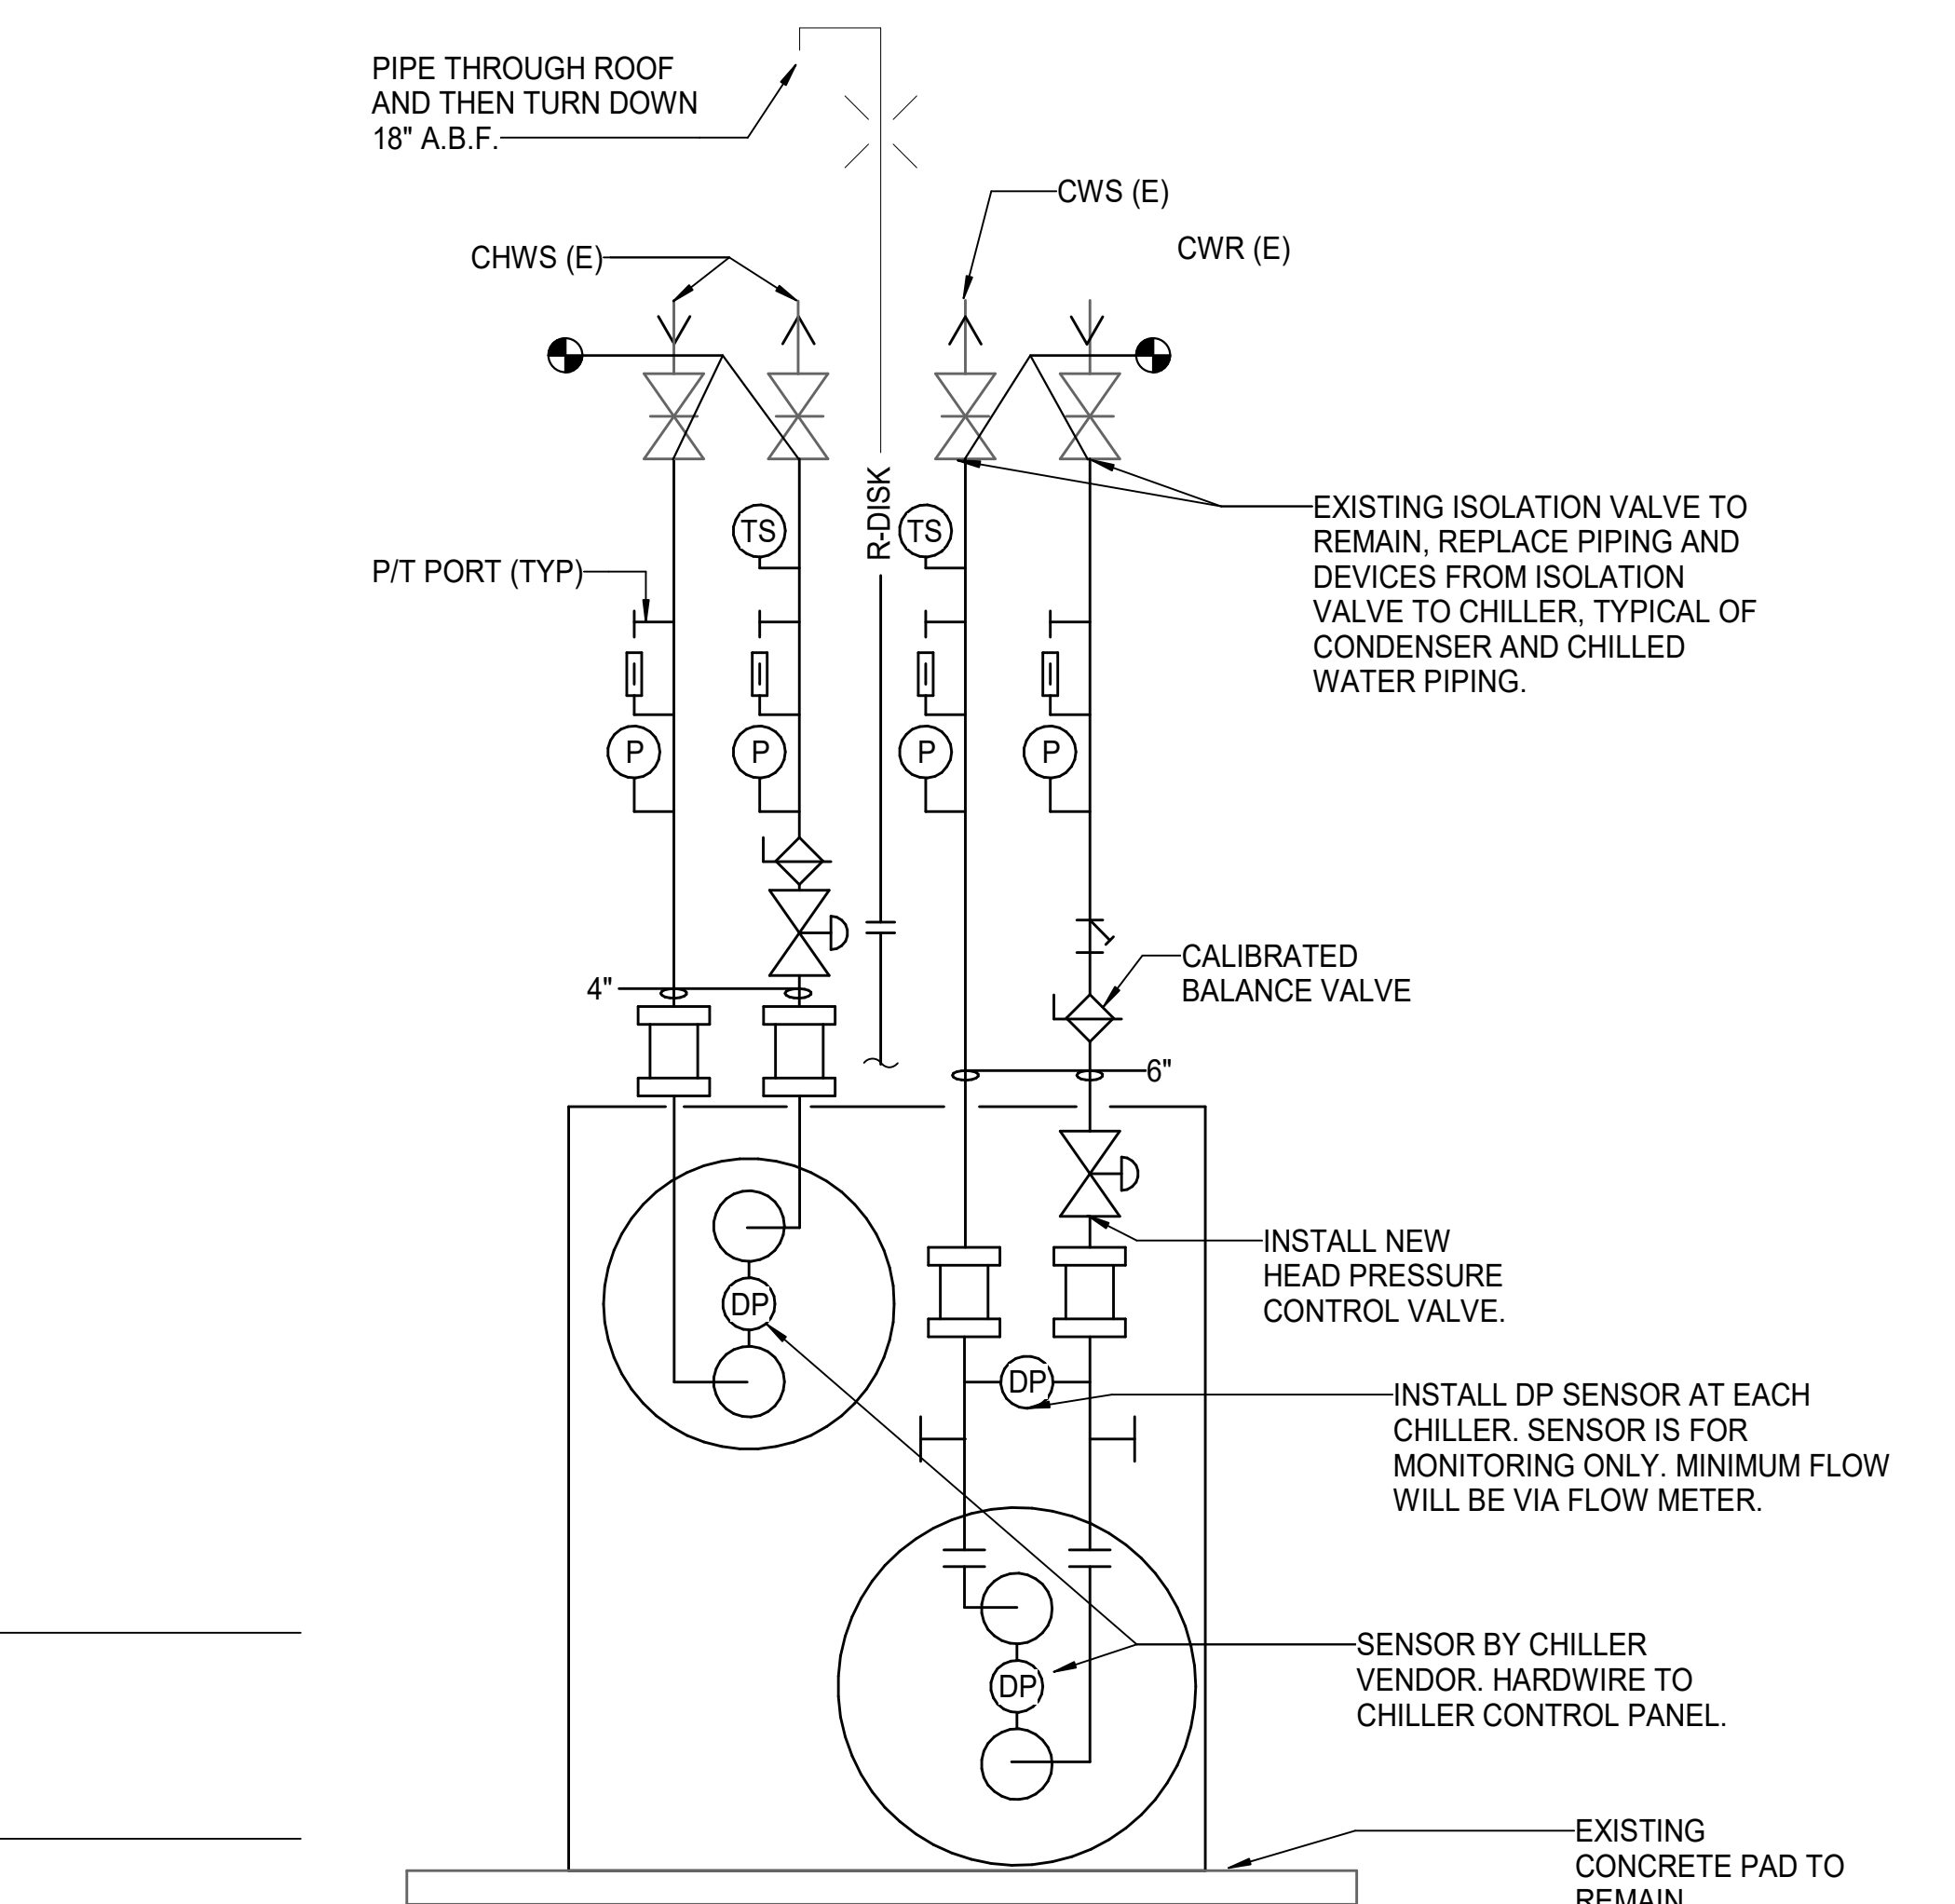 PIPE THROUGH ROOF
AND THEN TURN DOWN
18" A.B.F.
CWS (E)
CWR (E)
CHWS (E)
R-DISK
TS
TS
EXISTING ISOLATION VALVE TO
REMAIN, REPLACE PIPING AND
DEVICES FROM ISOLATION
VALVE TO CHILLER, TYPICAL OF
CONDENSER AND CHILLED
WATER PIPING.
P/T PORT (TYP)
P
P
P
P
CALIBRATED
BALANCE VALVE
4"
6"
INSTALL NEW
HEAD PRESSURE
CONTROL VALVE.
DP
DP
INSTALL DP SENSOR AT EACH
CHILLER. SENSOR IS FOR
MONITORING ONLY. MINIMUM FLOW
WILL BE VIA FLOW METER.
SENSOR BY CHILLER
VENDOR. HARDWIRE TO
CHILLER CONTROL PANEL.
DP
EXISTING
CONCRETE PAD TO
REMAIN